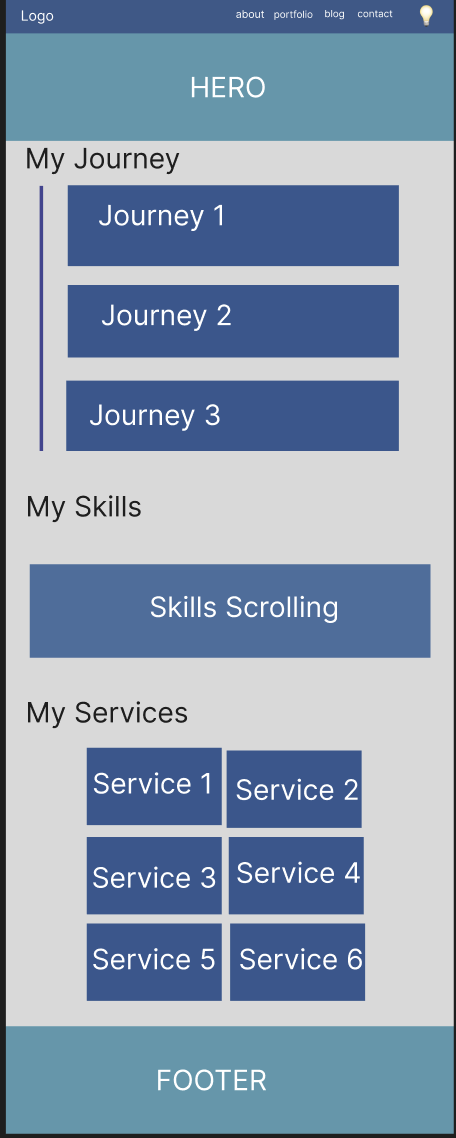 Logo about portfolio blog contact
HERO
My Journey
Journey 1
Journey 2
Journey 3
My Skills
Skills Scrolling
My Services
Service 1 Service 2
Service 3 Service 4
Service 5 Service 6
FOOTER